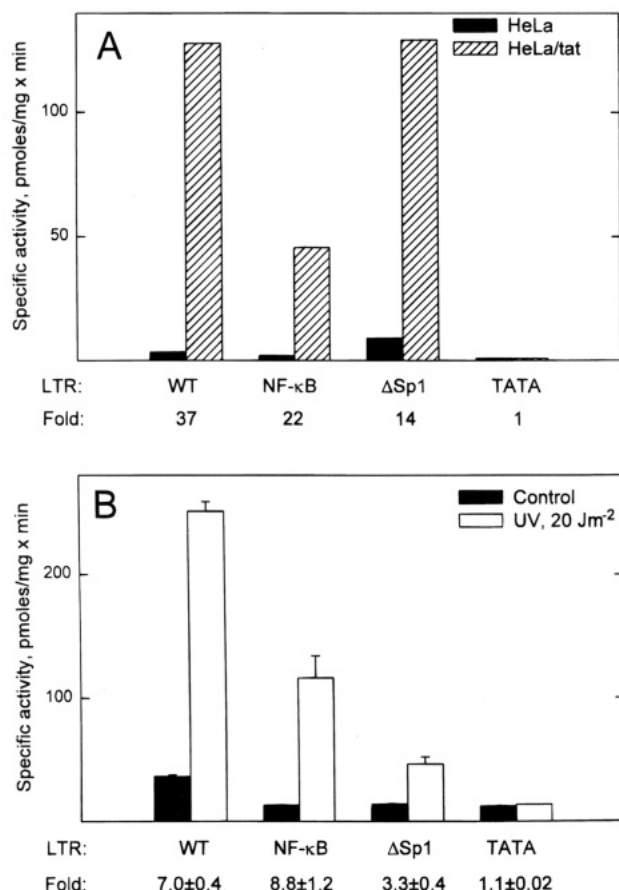 A
HeLa
HeLa/tat
Specific activity, pmoles/mg x min
100
50
LTR: WT NF-κB ΔSp1 TATA
Fold: 37 22 14 1
B
Control
UV, 20 Jm-2
Specific activity, pmoles/mg x min
200
100
LTR: WT NF-κB ΔSp1 TATA
Fold: 7.0±0.4 8.8±1.2 3.3±0.4 1.1±0.02